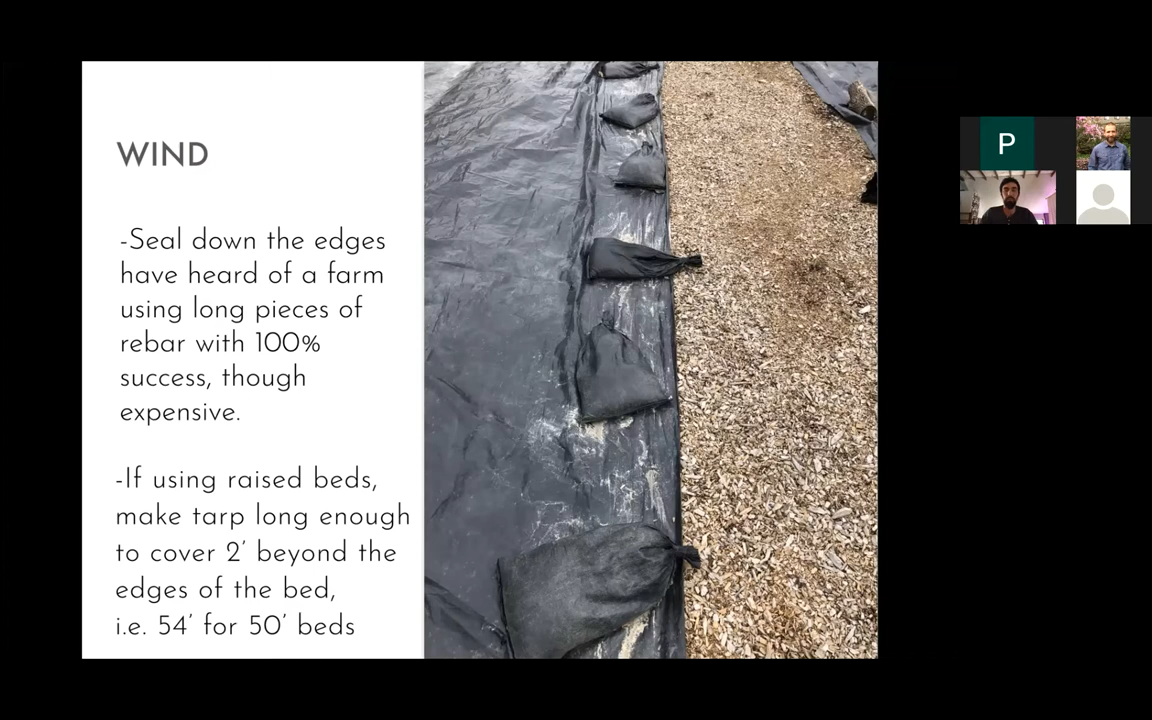 WIND
-Seal down the edges
have heard of a farm
using long pieces of
rebar with 100%
success, though
expensive.
-If using raised beds,
make tarp long enough
to cover 2' beyond the
edges of the bed,
i.e. 54' for 50' beds
P